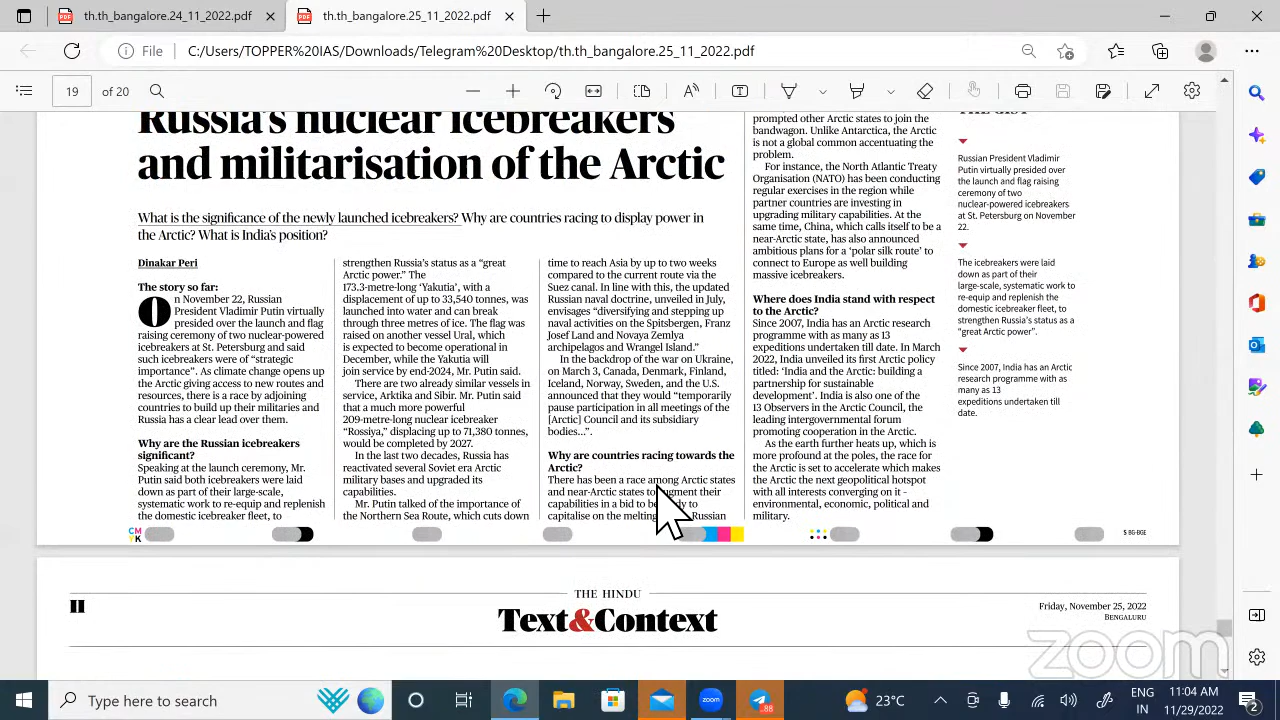 th.th_bangalore.24_11_2022.pdf
th.th_bangalore.25_11_2022.pdf
File
C:/Users/TOPPER%20IAS/Downloads/Telegram%20Desktop/th.th_bangalore.25_11_2022.pdf
19
of 20
Russia's nuclear icebreakers
and militarisation of the Arctic
What is the significance of the newly launched icebreakers? Why are countries racing to display power in
the Arctic? What is India's position?
Dinakar Peri
The story so far:
On November 22, Russian
President Vladimir Putin virtually
presided over the launch and flag
raising ceremony of two nuclear-powered
icebreakers at St. Petersburg and said
such icebreakers were of "strategic
importance". As climate change opens up
the Arctic giving access to new routes and
resources, there is a race by adjoining
countries to build up their militaries and
Russia has a clear lead over them.
Why are the Russian icebreakers
significant?
Speaking at the launch ceremony, Mr.
Putin said both icebreakers were laid
down as part of their large-scale,
systematic work to re-equip and replenish
the domestic icebreaker fleet, to
strengthen Russia's status as a "great
Arctic power." The
173.3-metre-long 'Yakutia', with a
displacement of up to 33,540 tonnes, was
launched into water and can break
through three metres of ice. The flag was
raised on another vessel Ural, which
is expected to become operational in
December, while the Yakutia will
join service by end-2024, Mr. Putin said.
There are two already similar vessels in
service, Arktika and Sibir. Mr. Putin said
that a much more powerful
209-metre-long nuclear icebreaker
"Rossiya," displacing up to 71,380 tonnes,
would be completed by 2027.
In the last two decades, Russia has
reactivated several Soviet era Arctic
military bases and upgraded its
capabilities.
Mr. Putin talked of the importance of
the Northern Sea Route, which cuts down
time to reach Asia by up to two weeks
compared to the current route via the
Suez canal. In line with this, the updated
Russian naval doctrine, unveiled in July,
envisages "diversifying and stepping up
naval activities on the Spitsbergen, Franz
Josef Land and Novaya Zemlya
archipelagos and Wrangel Island."
In the backdrop of the war on Ukraine,
on March 3, Canada, Denmark, Finland,
Iceland, Norway, Sweden, and the U.S.
announced that they would "temporarily
pause participation in all meetings of the
[Arctic] Council and its subsidiary
bodies...".
Why are countries racing towards the
Arctic?
There has been a race among Arctic states
and near-Arctic states to augment their
capabilities in a bid to be
capitalise on the melting Russian
prompted other Arctic states to join the
bandwagon. Unlike Antarctica, the Arctic
is not a global common accentuating the
problem.
For instance, the North Atlantic Treaty
Organisation (NATO) has been conducting
regular exercises in the region while
partner countries are investing in
upgrading military capabilities. At the
same time, China, which calls itself to be a
near-Arctic state, has also announced
ambitious plans for a 'polar silk route' to
connect to Europe as well building
massive icebreakers.
Where does India stand with respect
to the Arctic?
Since 2007, India has an Arctic research
programme with as many as 13
expeditions undertaken till date. In March
2022, India unveiled its first Arctic policy
titled: 'India and the Arctic: building a
partnership for sustainable
development'. India is also one of the
13 Observers in the Arctic Council, the
leading intergovernmental forum
promoting cooperation in the Arctic.
As the earth further heats up, which is
more profound at the poles, the race for
the Arctic is set to accelerate which makes
the Arctic the next geopolitical hotspot
with all interests converging on it –
environmental, economic, political and
military.
THE GIST
Russian President Vladimir
Putin virtually presided over
the launch and flag raising
ceremony of two
nuclear-powered icebreakers
at St. Petersburg on November
22.
The icebreakers were laid
down as part of their
large-scale, systematic work to
re-equip and replenish the
domestic icebreaker fleet, to
strengthen Russia's status as a
"great Arctic power".
Since 2007, India has an Arctic
research programme with as
many as 13
expeditions undertaken till
date.
CM
YK
S BG-BGE
II
THE HINDU
Text&Context
Friday, November 25, 2022
BENGALURU
zoom
Type here to search
zoom
88
23°C
ENG
IN
11:04 AM
11/29/2022
2